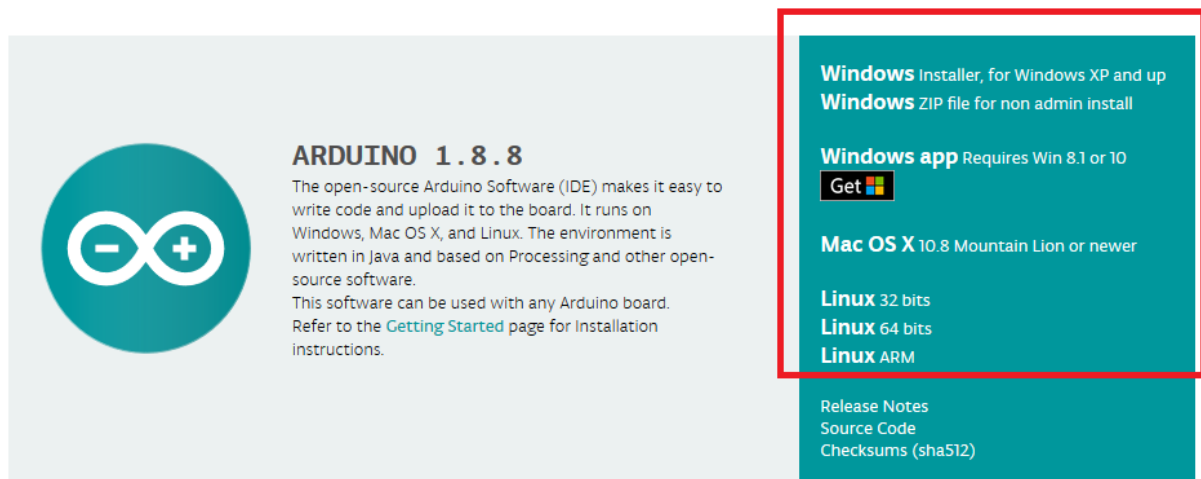 ARDUINO 1.8.8
The open-source Arduino Software (IDE) makes it easy to
write code and upload it to the board. It runs on
Windows, Mac OS X, and Linux. The environment is
written in Java and based on Processing and other open-
source software.
This software can be used with any Arduino board.
Refer to the Getting Started page for Installation
instructions.
Windows Installer, for Windows XP and up
Windows ZIP file for non admin install
Windows app Requires Win 8.1 or 10
Get
Mac OS X 10.8 Mountain Lion or newer
Linux 32 bits
Linux 64 bits
Linux ARM
Release Notes
Source Code
Checksums (sha512)